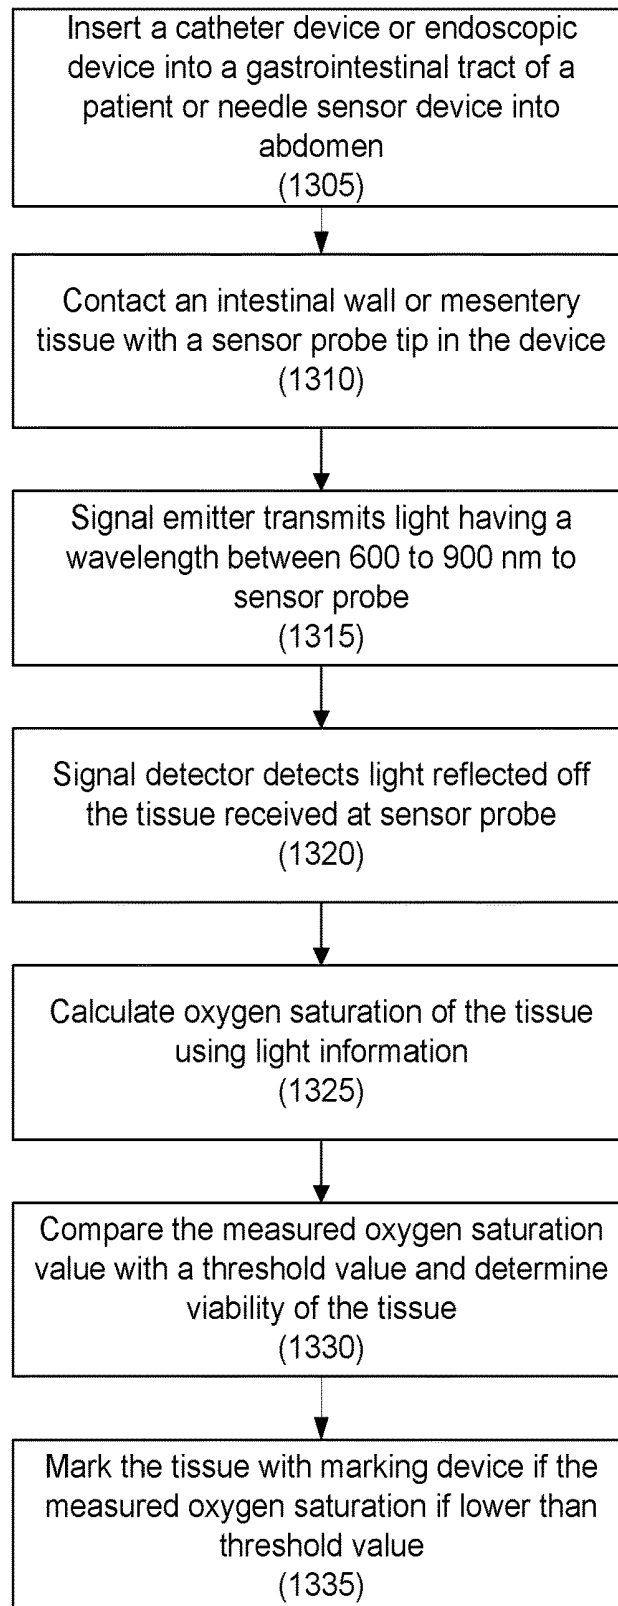 Insert a catheter device or endoscopic
device into a gastrointestinal tract of a
patient or needle sensor device into
abdomen
(1305)
Contact an intestinal wall or mesentery
tissue with a sensor probe tip in the device
(1310)
Signal emitter transmits light having a
wavelength between 600 to 900 nm to
sensor probe
(1315)
Signal detector detects light reflected off
the tissue received at sensor probe
(1320)
Calculate oxygen saturation of the tissue
using light information
(1325)
Compare the measured oxygen saturation
value with a threshold value and determine
viability of the tissue
(1330)
Mark the tissue with marking device if the
measured oxygen saturation if lower than
threshold value
(1335)